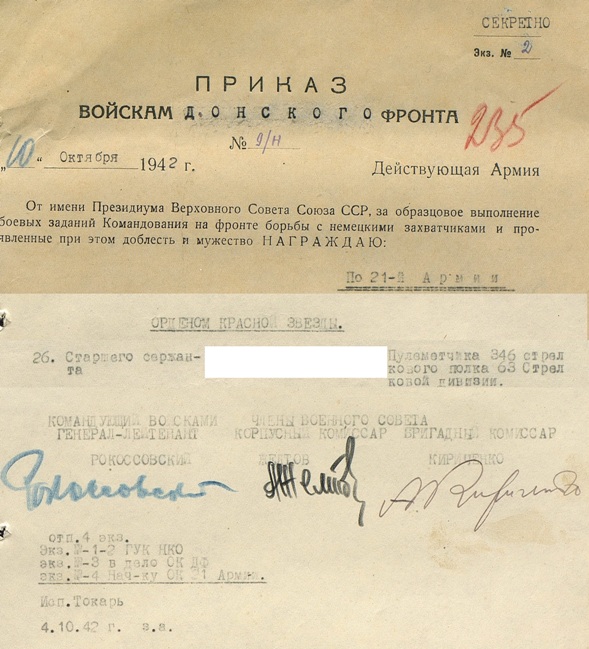 СЕКРЕТНО
Экз. № 2
ПРИКАЗ
ВОЙСКАМ ДОНСКОГО ФРОНТА
235
№ 9/н
„10“ Октября 1942 г. Действующая Армия
От имени Президиума Верховного Совета Союза ССР, за образцовое выполнение
боевых заданий Командования на фронте борьбы с немецкими захватчиками и про-
явленные при этом доблесть и мужество НАГРАЖДАЮ:
По 21-й Армии
ОРДЕНОМ КРАСНОЙ ЗВЕЗДЫ.
26. Старшего сержан- Пулеметчика 346 стрел
та кового полка 63 Стрел
ковой дивизии.
КОМАНДУЮЩИЙ ВОЙСКАМИ ЧЛЕНЫ ВОЕННОГО СОВЕТА
ГЕНЕРАЛ-ЛЕЙТЕНАНТ КОРПУСНЫЙ КОМИССАР БРИГАДНЫЙ КОМИССАР
РОКОССОВСКИЙ ЖЕЛТОВ КИРИЧЕНКО
Рокоссовский АЖелтов А. Кириченко
отп.4 экз.
Экз.№-1-2 ГУК НКО
экз.№-3 в дело ОК ДФ
экз.№-4 Нач-ку ОК 21 Армии.
Исп.Токарь
4.10.42 г. з.а.